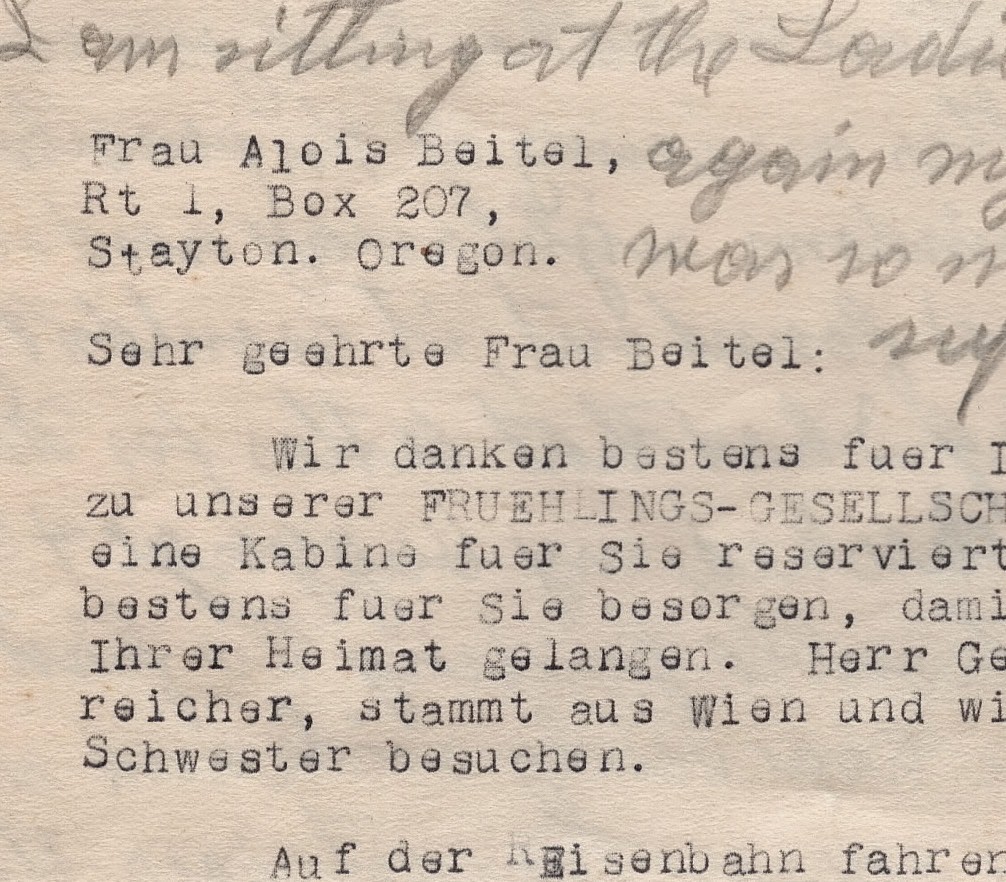 I am sitting at the
Frau Alois Beitel, again
Rt 1, Box 207,
Stayton. Oregon. was so
Sehr geehrte Frau Beitel:
Wir danken bestens fuer
zu unserer FRUEHLINGS-GESELLSCH
eine Kabine fuer Sie reserviert
bestens fuer Sie besorgen, dami
Ihrer Heimat gelangen. Herr Ge
reicher, stammt aus Wien und wi
Schwester besuchen.
Auf der Eisenbahn fahren